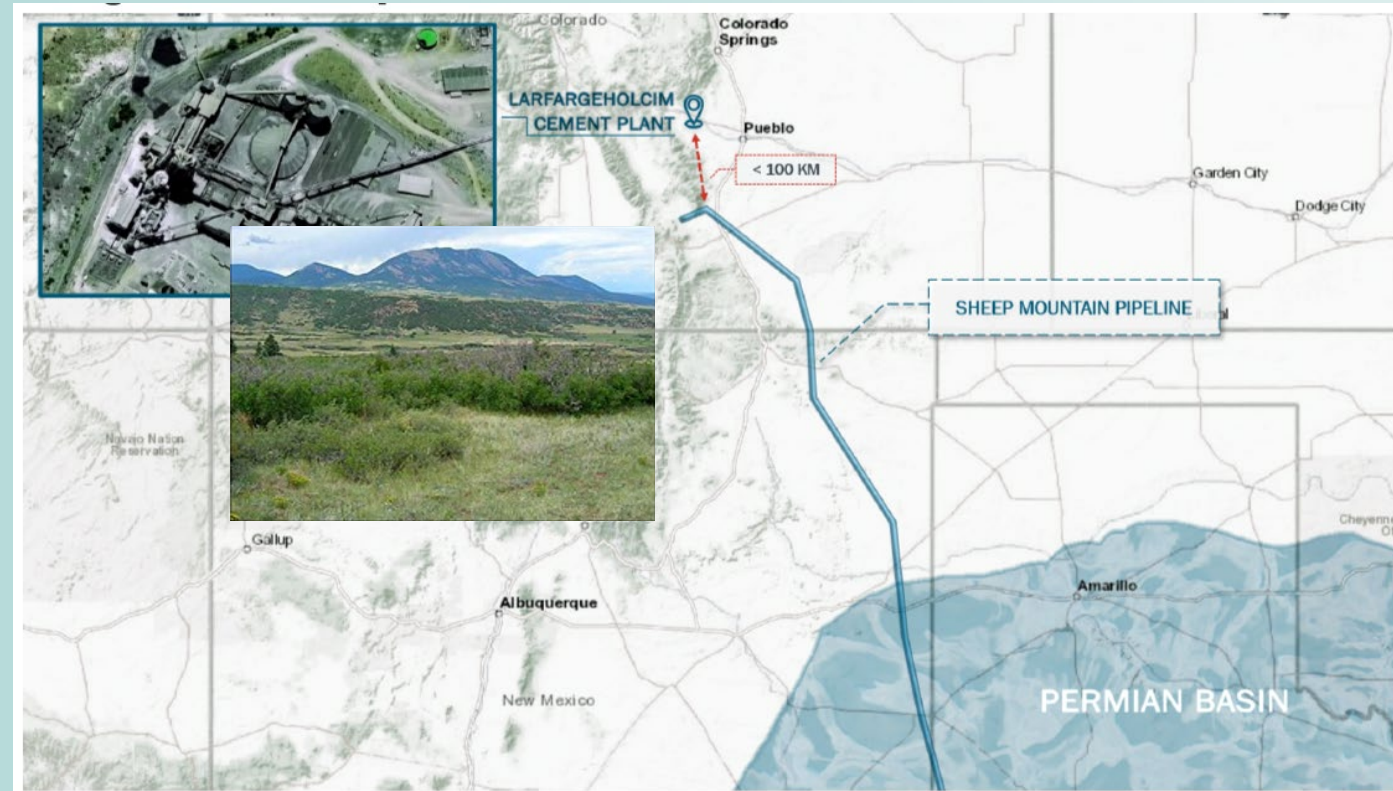 Colorado
Colorado
Springs
LARFARGEHOLCIM
CEMENT PLANT
Pueblo
< 100 KM
Garden City
Dodge City
SHEEP MOUNTAIN PIPELINE
Navajo Nation
Reservation
Gallup
Albuquerque
Amarillo
New Mexico
PERMIAN BASIN